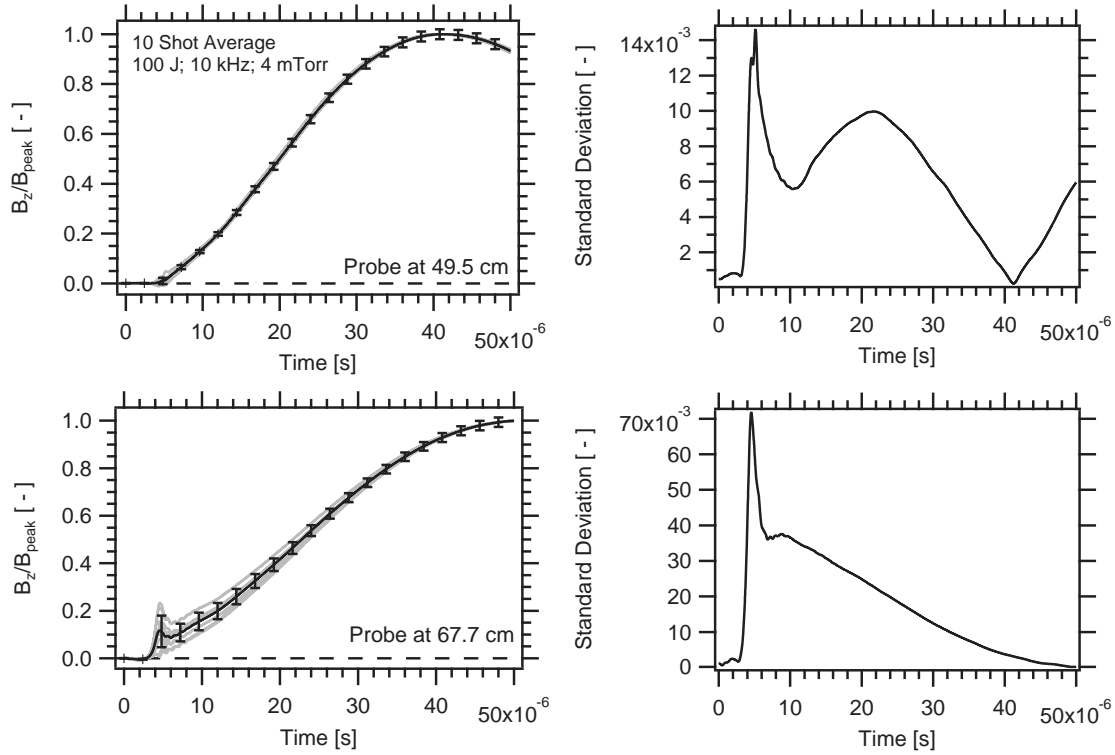 1.0
0.8
0.6
0.4
0.2
0.0
B_z/B_peak [ - ]
10 Shot Average
100 J; 10 kHz; 4 mTorr
Probe at 49.5 cm
0
10
20
30
40
50x10^-6
Time [s]
14x10^-3
12
10
8
6
4
2
Standard Deviation [ - ]
0
10
20
30
40
50x10^-6
Time [s]
1.0
0.8
0.6
0.4
0.2
0.0
B_z/B_peak [ - ]
Probe at 67.7 cm
0
10
20
30
40
50x10^-6
Time [s]
70x10^-3
60
50
40
30
20
10
0
Standard Deviation [ - ]
0
10
20
30
40
50x10^-6
Time [s]